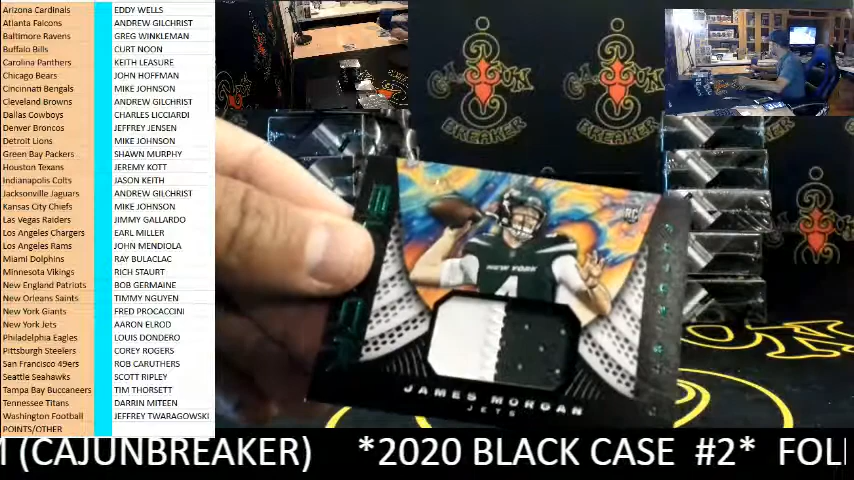 Arizona Cardinals EDDY WELLS
Atlanta Falcons ANDREW GILCHRIST
Baltimore Ravens GREG WINKLEMAN
Buffalo Bills CURT NOON
Carolina Panthers KEITH LEASURE
Chicago Bears JOHN HOFFMAN
Cincinnati Bengals MIKE JOHNSON
Cleveland Browns ANDREW GILCHRIST
Dallas Cowboys CHARLES LICCIARDI
Denver Broncos JEFFREY JENSEN
Detroit Lions MIKE JOHNSON
Green Bay Packers SHAWN MURPHY
Houston Texans JEREMY KOTT
Indianapolis Colts JASON KEITH
Jacksonville Jaguars ANDREW GILCHRIST
Kansas City Chiefs MIKE JOHNSON
Las Vegas Raiders JIMMY GALLARDO
Los Angeles Chargers EARL MILLER
Los Angeles Rams JOHN MENDIOLA
Miami Dolphins RAY BULACLAC
Minnesota Vikings RICH STAURT
New England Patriots BOB GERMAINE
New Orleans Saints TIMMY NGUYEN
New York Giants FRED PROCACCINI
New York Jets AARON ELROD
Philadelphia Eagles LOUIS DONDERO
Pittsburgh Steelers COREY ROGERS
San Francisco 49ers ROB CARUTHERS
Seattle Seahawks SCOTT RIPLEY
Tampa Bay Buccaneers TIM THORSETT
Tennessee Titans DARRIN MITEEN
Washington Football JEFFREY TWARAGOWSKI
POINTS/OTHER
CAJUN
BREAKER
CAJUN
BREAKER
RC
NEW YORK
4
JAMES MORGAN
JETS
M (CAJUNBREAKER) *2020 BLACK CASE #2* FOLL